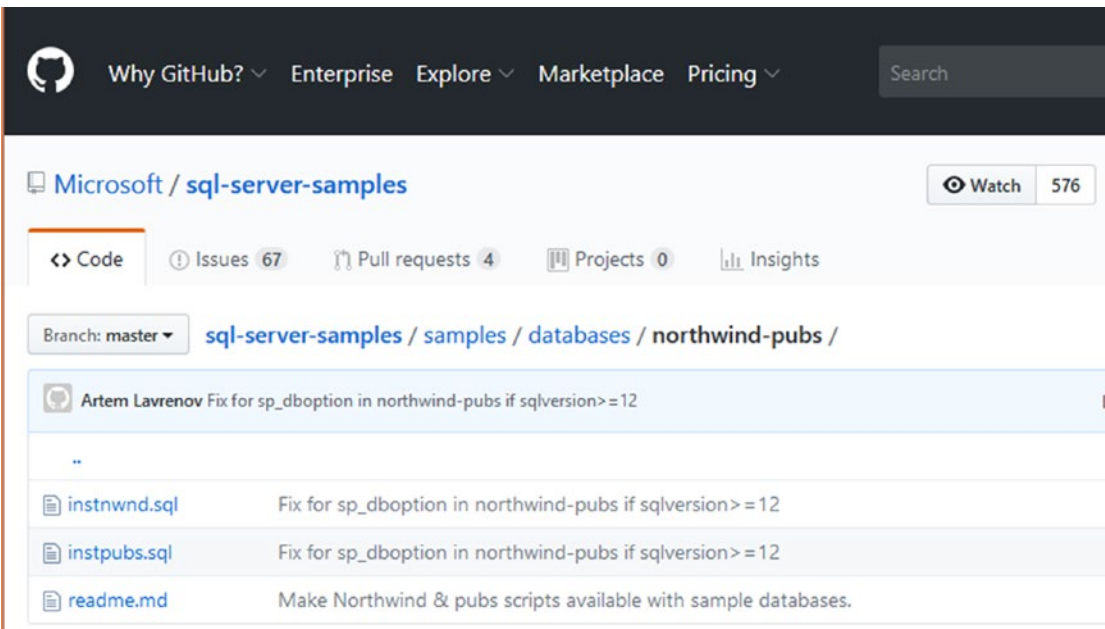 Why GitHub? Enterprise Explore Marketplace Pricing Search
Microsoft / sql-server-samples Watch 576
<> Code Issues 67 Pull requests 4 Projects 0 Insights
Branch: master sql-server-samples / samples / databases / northwind-pubs /
Artem Lavrenov Fix for sp_dboption in northwind-pubs if sqlversion>=12
..
instnwnd.sql Fix for sp_dboption in northwind-pubs if sqlversion>=12
instpubs.sql Fix for sp_dboption in northwind-pubs if sqlversion>=12
readme.md Make Northwind & pubs scripts available with sample databases.